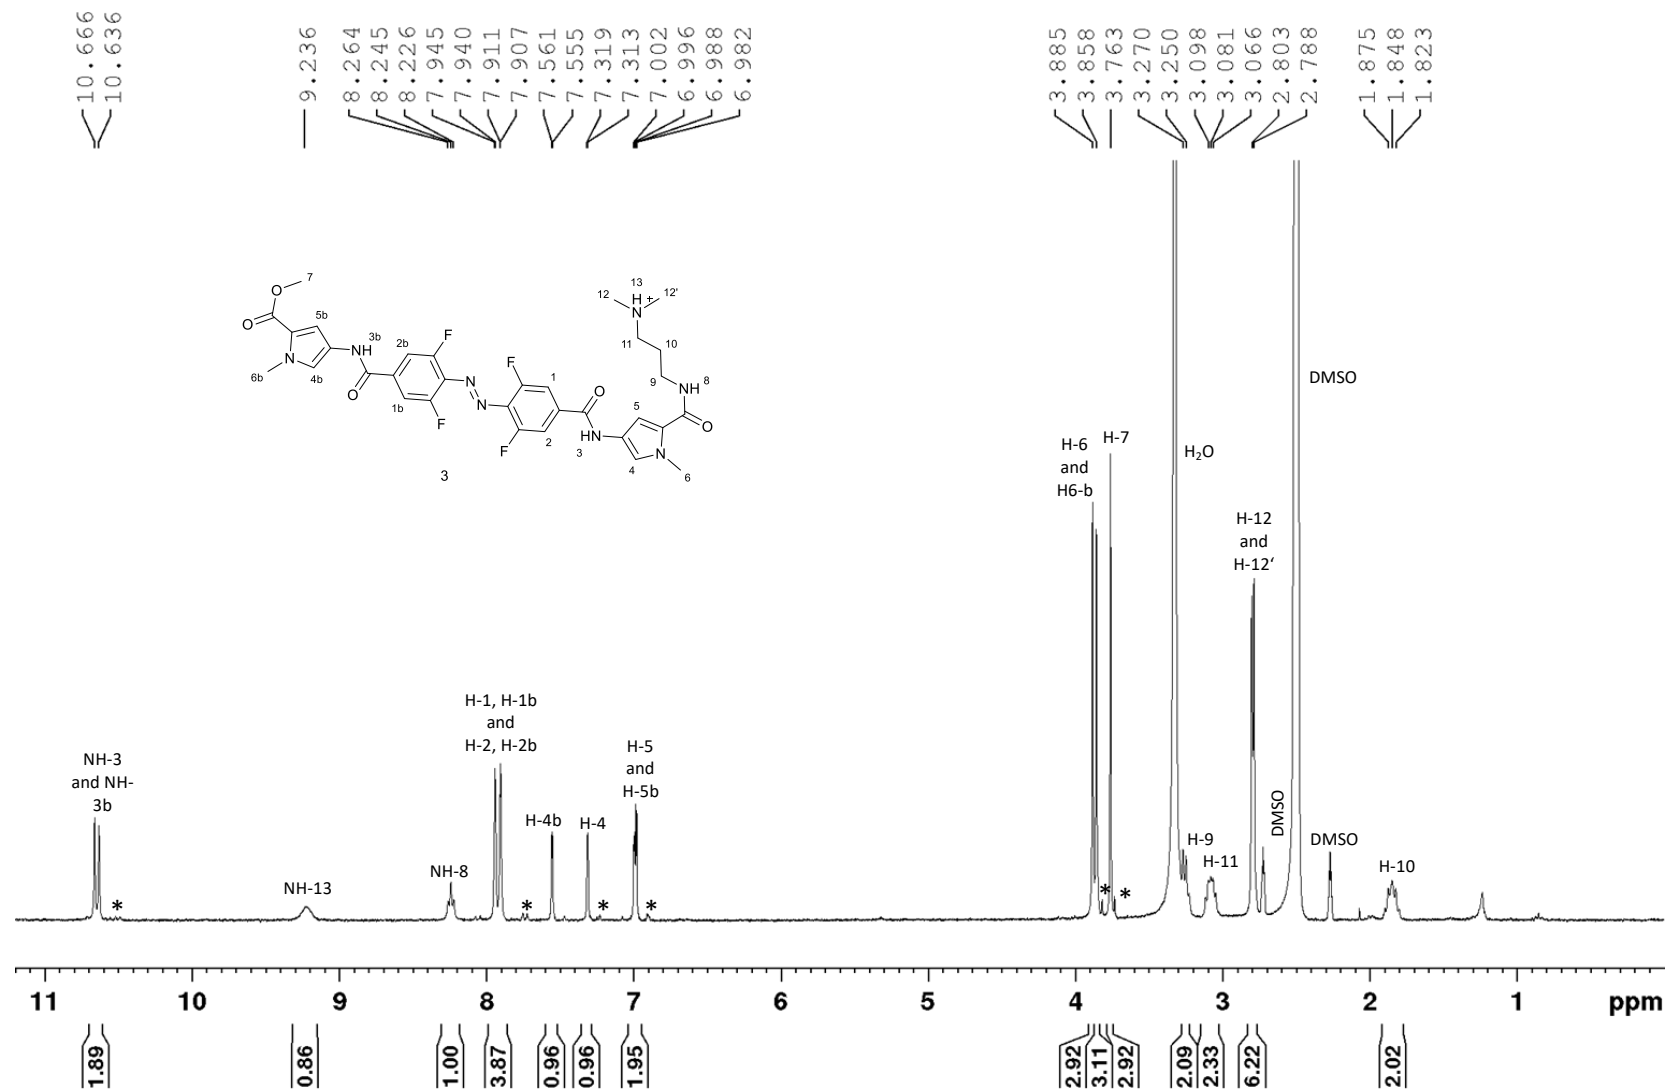 10.666
10.636
9.236
8.264
8.245
8.226
7.945
7.940
7.911
7.907
7.561
7.555
7.319
7.313
7.002
6.996
6.988
6.982
3.885
3.858
3.763
3.270
3.250
3.098
3.081
3.066
2.803
2.788
1.875
1.848
1.823
7
O
O
5b
3b
NH
N
6b
4b
O
2b
1b
F
F
N
N
F
F
1
2
O
HN
3
5
4
N
6
O
NH
8
9
10
11
12
13
H
N
+
12'
3
DMSO
H-6
and
H6-b
H-7
H₂O
H-12
and
H-12‘
H-1, H-1b
and
H-2, H-2b
NH-3
and NH-
3b
H-5
and
H-5b
H-4b
H-4
NH-8
NH-13
*
*
*
*
*
*
H-9
H-11
DMSO
DMSO
H-10
11 10 9 8 7 6 5 4 3 2 1 ppm
1.89
0.86
1.00
3.87
0.96
0.96
1.95
2.92
3.11
2.92
2.09
2.33
6.22
2.02